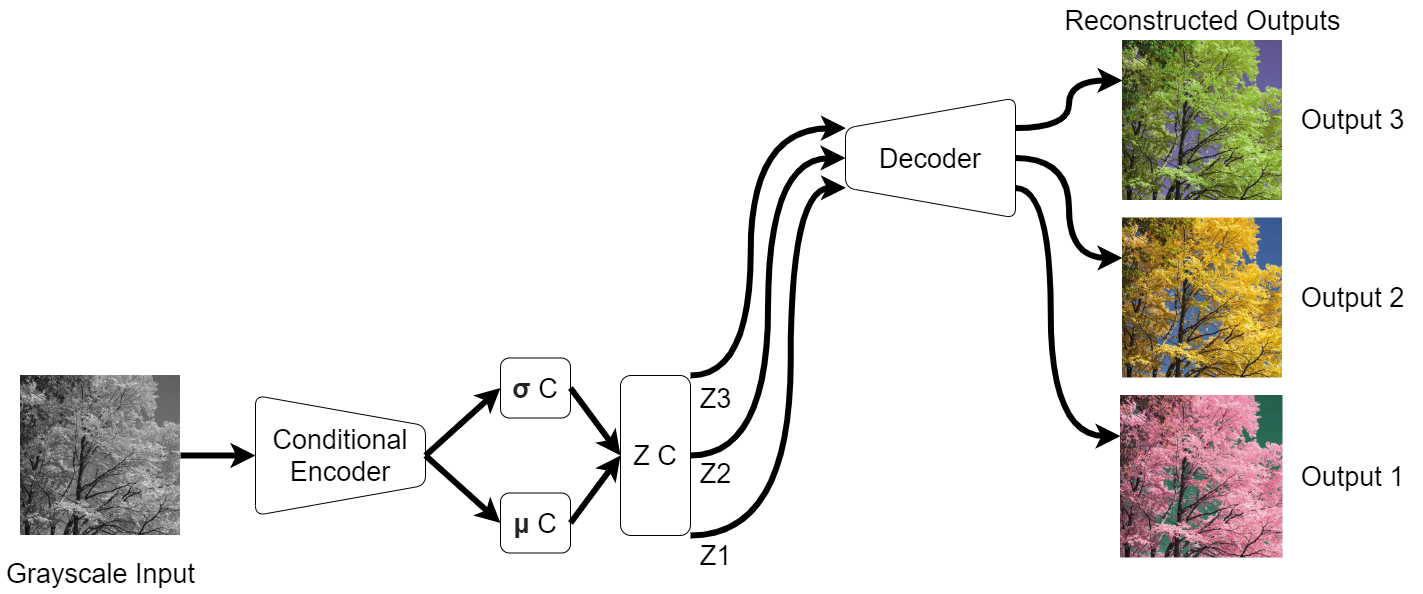 Reconstructed Outputs
Output 3
Decoder
Output 2
σ C
Z3
Conditional
Encoder
Z C
Z2
Output 1
μ C
Z1
Grayscale Input